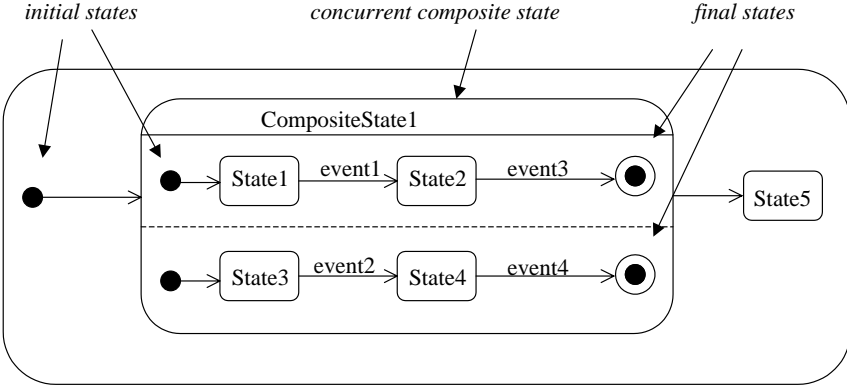 initial states
concurrent composite state
final states
CompositeState1
State1
event1
State2
event3
State5
State3
event2
State4
event4